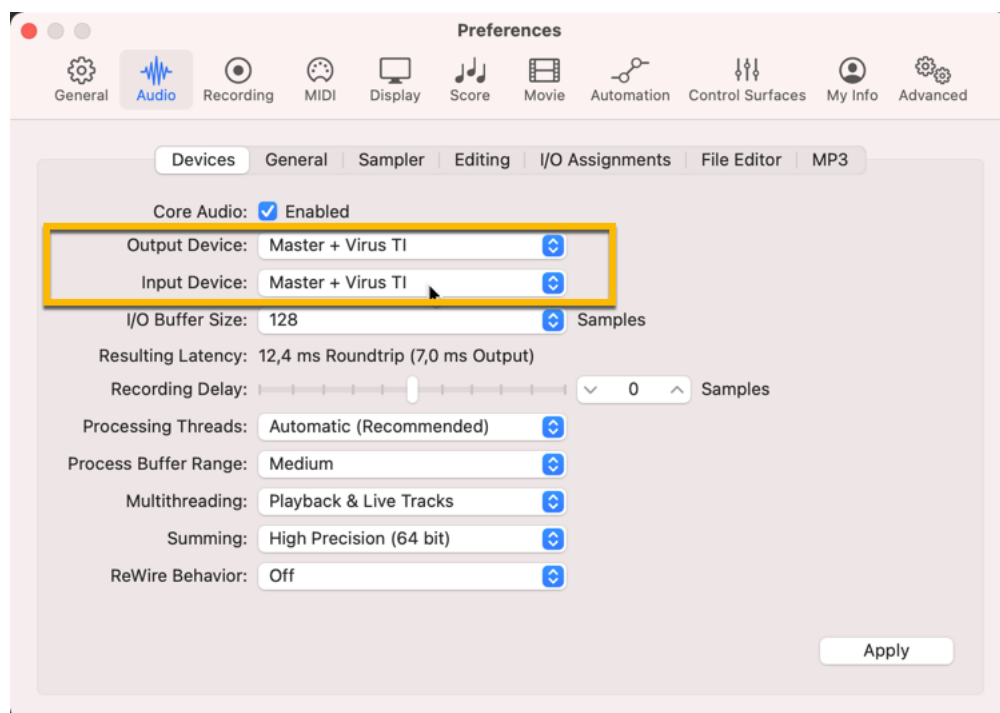 Preferences
General Audio Recording MIDI Display Score Movie Automation Control Surfaces My Info Advanced
Devices General Sampler Editing I/O Assignments File Editor MP3
Core Audio: Enabled
Output Device: Master + Virus TI
Input Device: Master + Virus TI
I/O Buffer Size: 128 Samples
Resulting Latency: 12,4 ms Roundtrip (7,0 ms Output)
Recording Delay: 0 Samples
Processing Threads: Automatic (Recommended)
Process Buffer Range: Medium
Multithreading: Playback & Live Tracks
Summing: High Precision (64 bit)
ReWire Behavior: Off
Apply